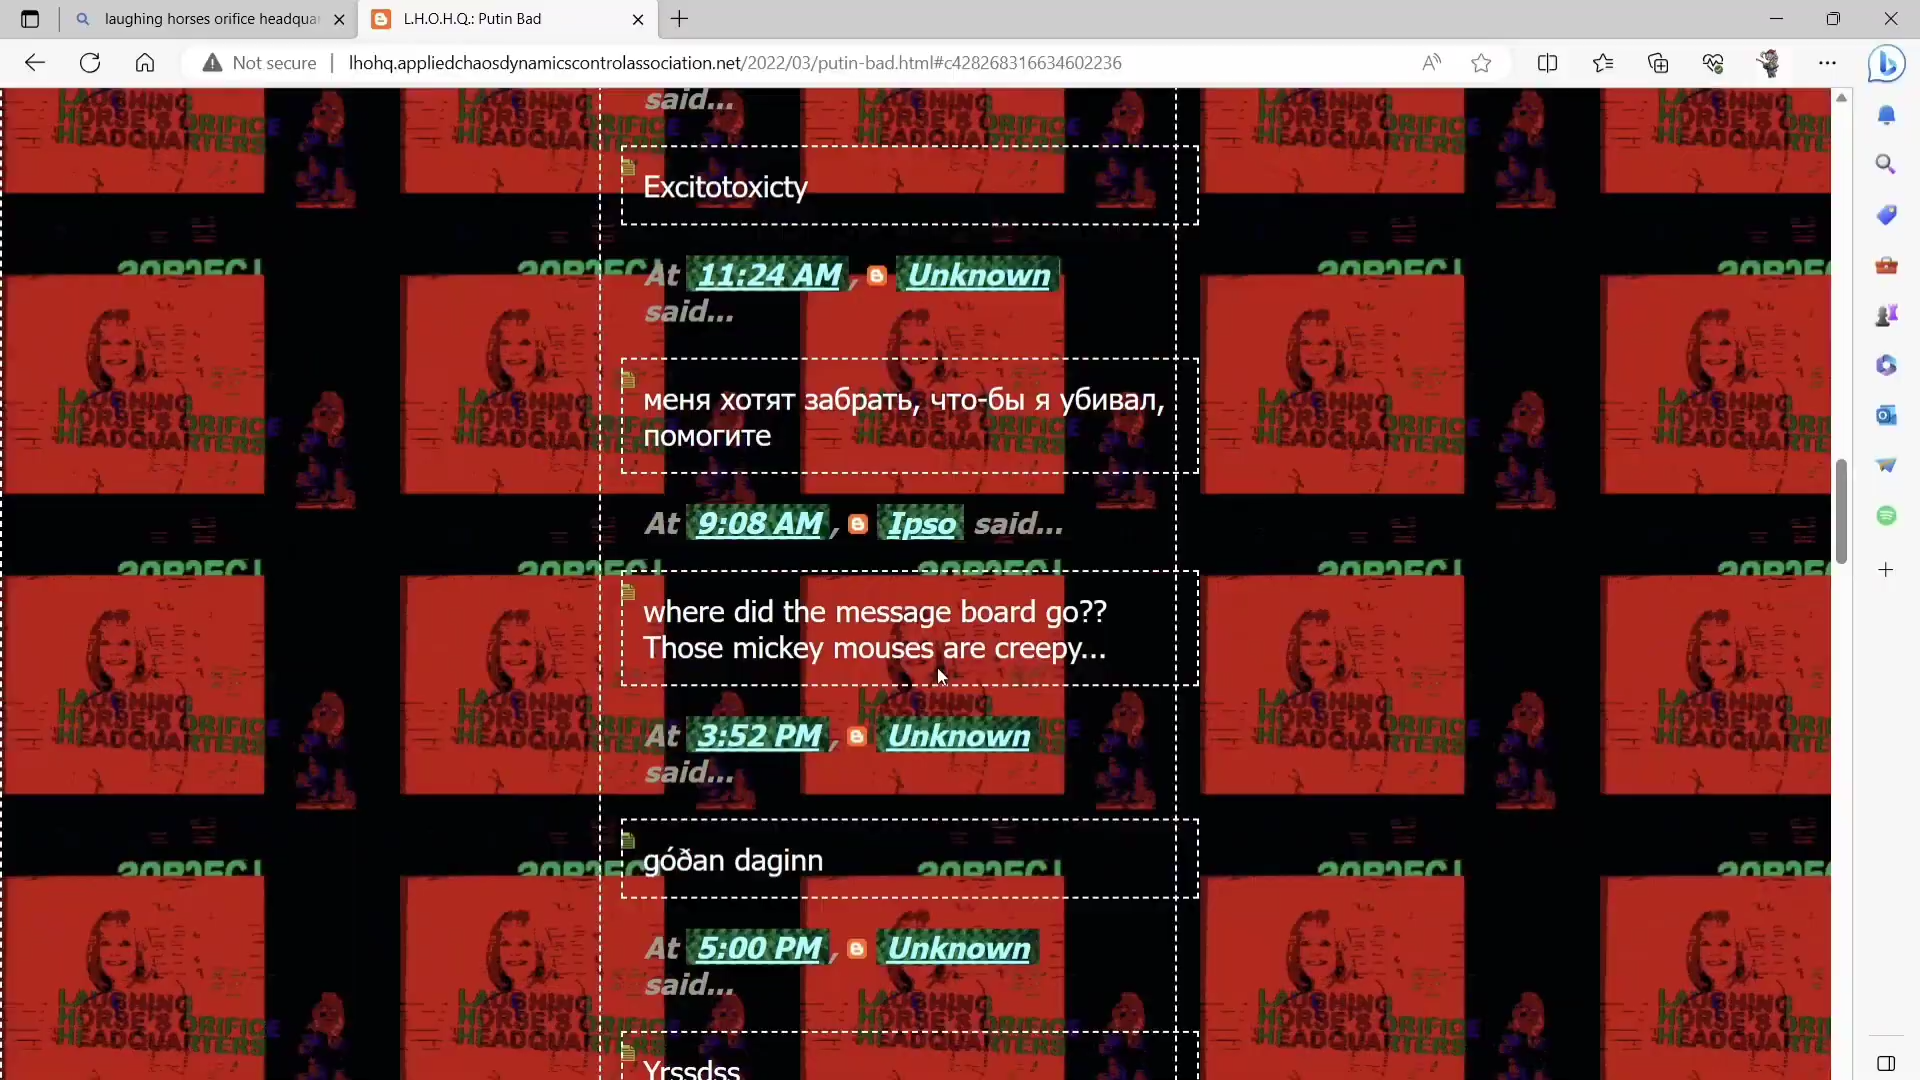 laughing horses orifice headqua
L.H.O.H.Q.: Putin Bad
Not secure
lhohq.appliedchaosdynamicscontrolassociation.net/2022/03/putin-bad.html#c428268316634602236
said...
Excitotoxicty
At 11:24 AM, Unknown
said...
меня хотят забрать, что-бы я убивал,
помогите
At 9:08 AM, Ipso said...
where did the message board go??
Those mickey mouses are creepy...
At 3:52 PM, Unknown
said...
góðan daginn
At 5:00 PM, Unknown
said...
Yrssdss
LAUGHING
HORSE'S ORIFICE
HEADQUARTERS